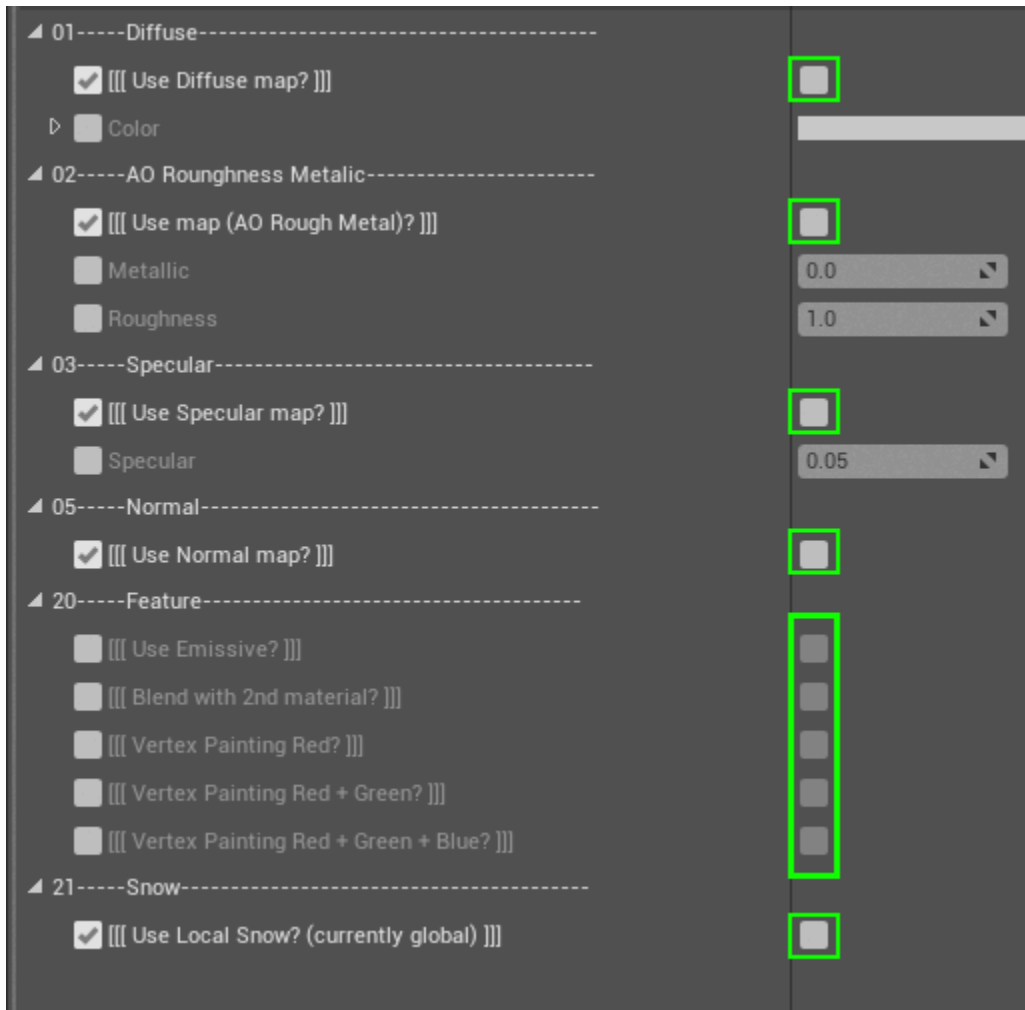 01-----Diffuse----------------------------------------
[[[ Use Diffuse map? ]]]
Color
02-----AO Rounghness Metalic-----------------------
[[[ Use map (AO Rough Metal)? ]]]
Metallic 0.0
Roughness 1.0
03-----Specular--------------------------------------
[[[ Use Specular map? ]]]
Specular 0.05
05-----Normal----------------------------------------
[[[ Use Normal map? ]]]
20-----Feature--------------------------------------
[[[ Use Emissive? ]]]
[[[ Blend with 2nd material? ]]]
[[[ Vertex Painting Red? ]]]
[[[ Vertex Painting Red + Green? ]]]
[[[ Vertex Painting Red + Green + Blue? ]]]
21-----Snow-----------------------------------------
[[[ Use Local Snow? (currently global) ]]]